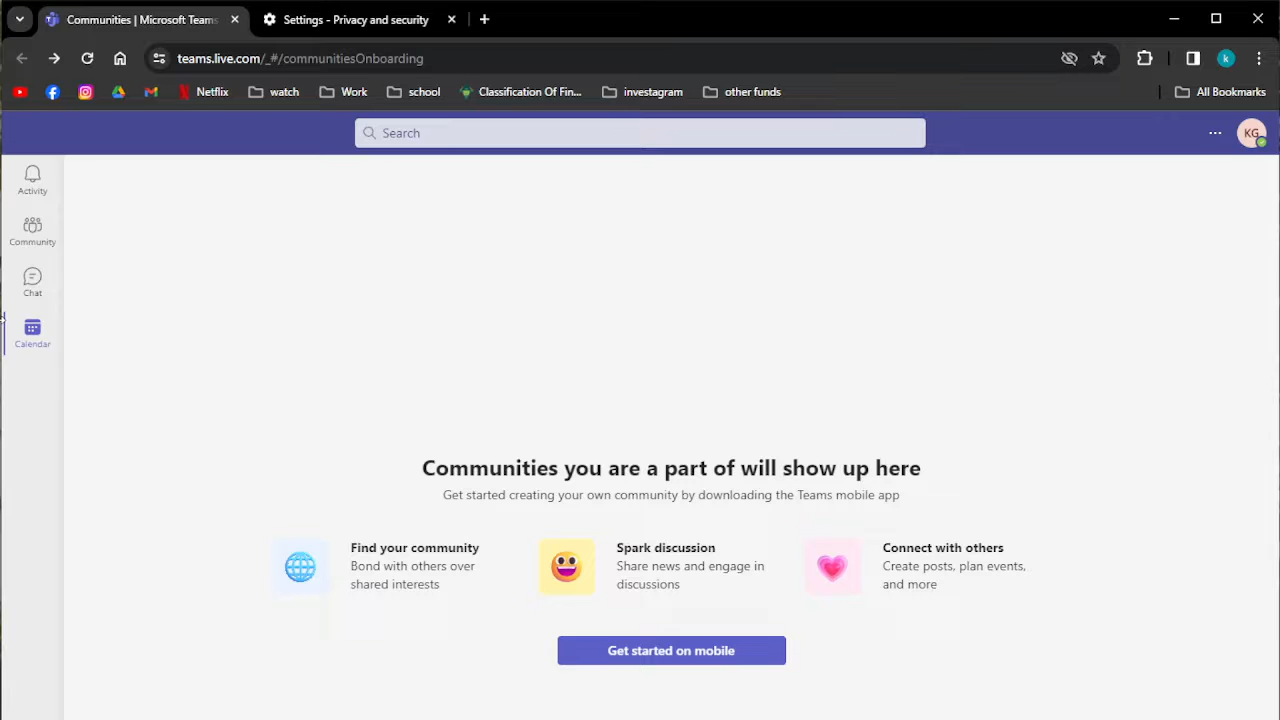 Communities | Microsoft Teams
Settings - Privacy and security
teams.live.com/_#/communitiesOnboarding
k
Netflix
watch
Work
school
Classification Of Fin...
investagram
other funds
All Bookmarks
Search
KG
Activity
Community
Chat
Calendar
Communities you are a part of will show up here
Get started creating your own community by downloading the Teams mobile app
Find your community
Bond with others over
shared interests
Spark discussion
Share news and engage in
discussions
Connect with others
Create posts, plan events,
and more
Get started on mobile